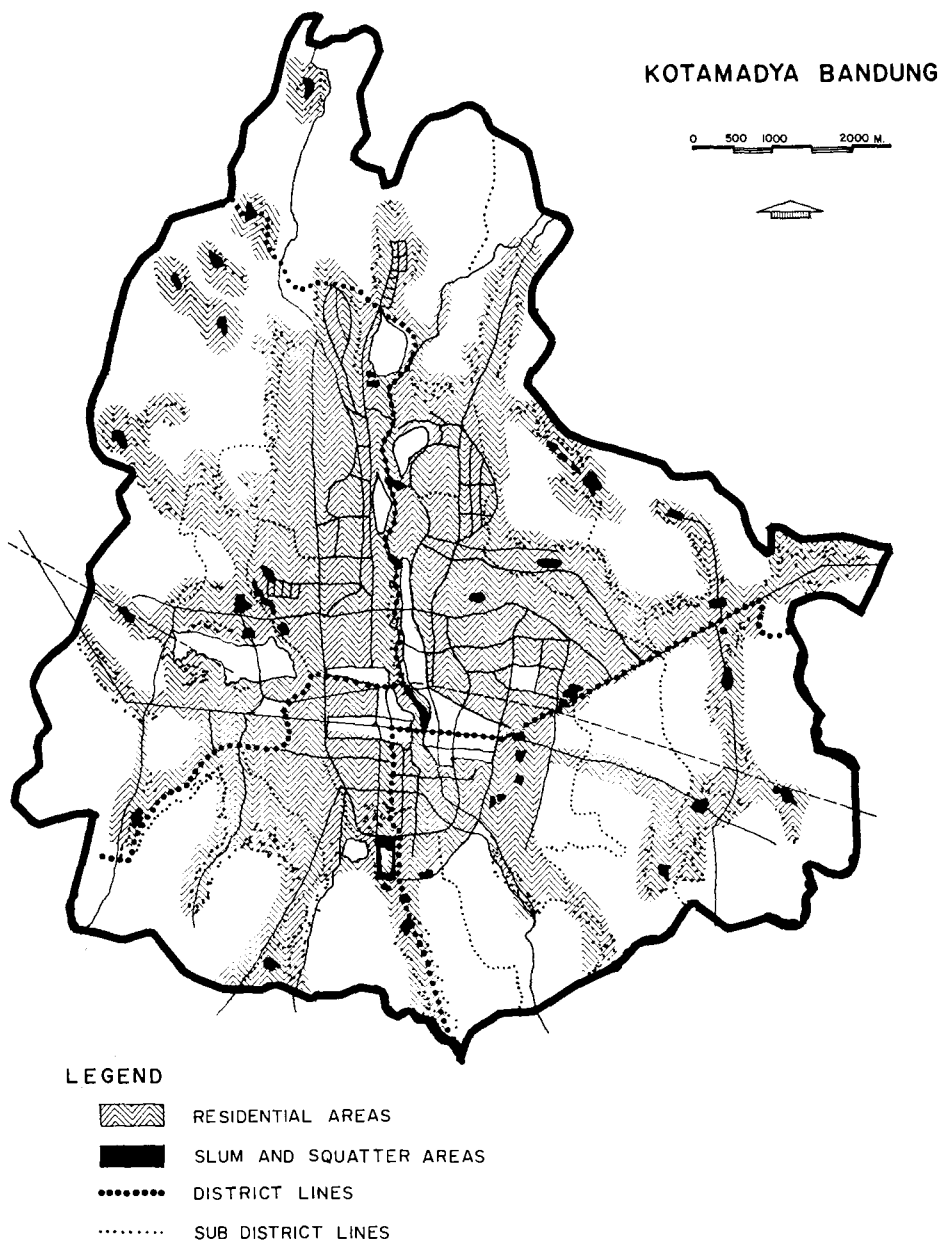 KOTAMADYA BANDUNG
0 500 1000 2000 M.
LEGEND
RESIDENTIAL AREAS
SLUM AND SQUATTER AREAS
DISTRICT LINES
SUB DISTRICT LINES